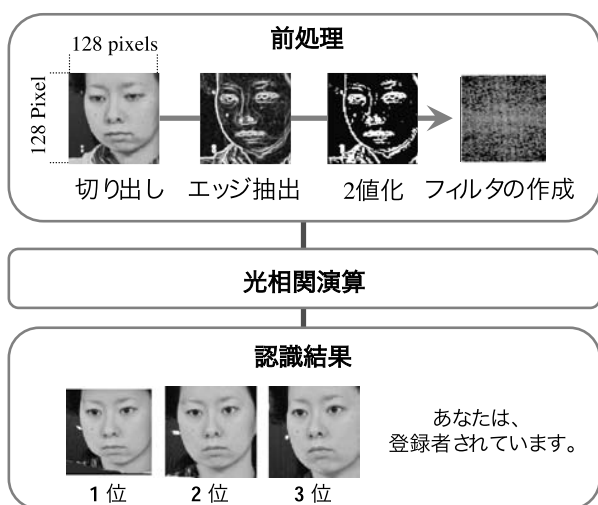 前処理
128 pixels
128 Pixel
切り出し
エッジ抽出
2値化
フィルタの作成
光相関演算
認識結果
あなたは、
登録者されています。
1 位
2 位
3 位